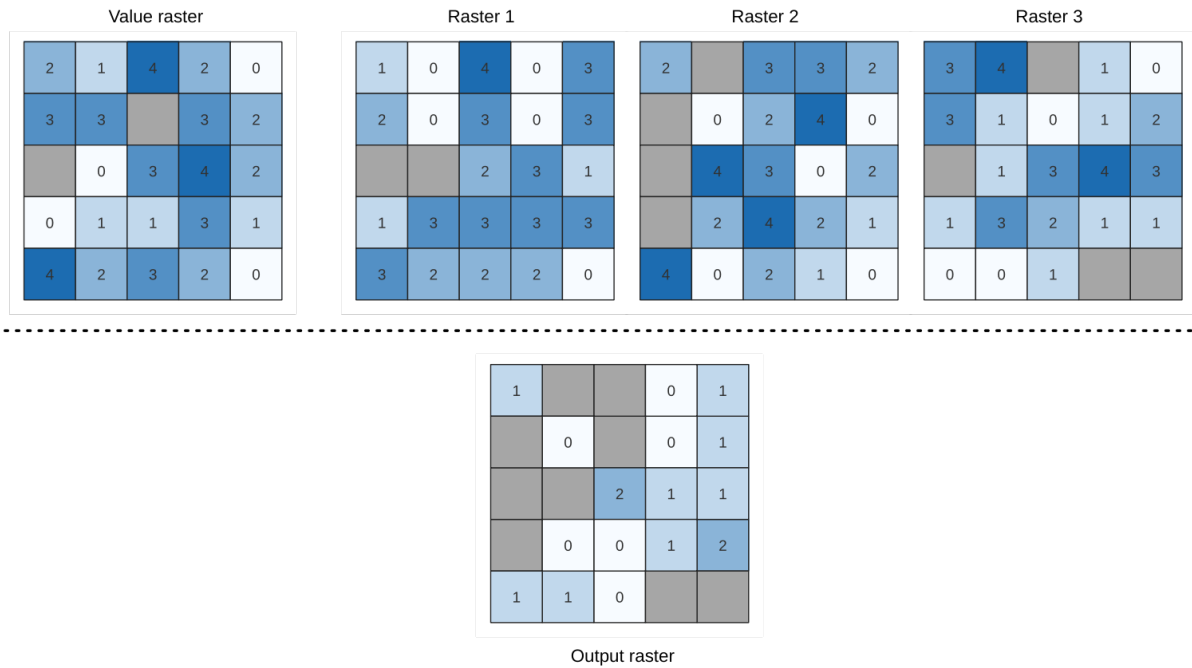 Value raster Raster 1 Raster 2 Raster 3
2 1 4 2 0 1 0 4 0 3 2 3 3 2 3 4 1 0
3 3 3 2 2 0 3 0 3 0 2 4 0 3 1 0 1 2
0 3 4 2 2 3 1 4 3 0 2 1 3 4 3
0 1 1 3 1 1 3 3 3 3 2 4 2 1 1 3 2 1 1
4 2 3 2 0 3 2 2 2 0 4 0 2 1 0 0 0 1
1 0 1
0 0 1
2 1 1
0 0 1 2
1 1 0
Output raster